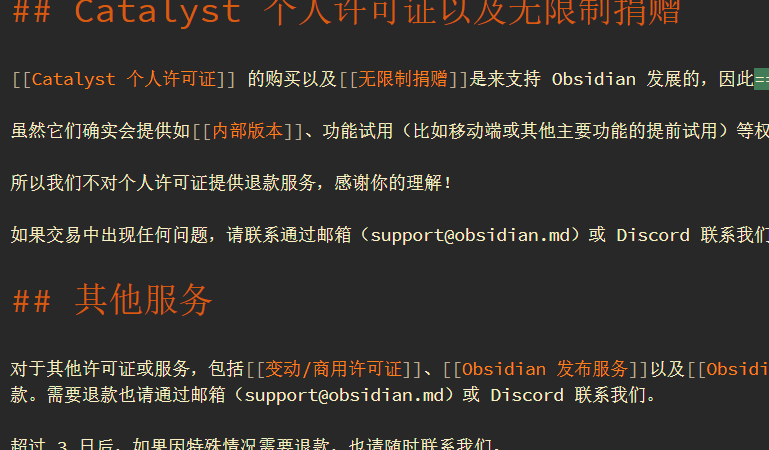 ## Catalyst 个人许可证以及无限制捐赠
[[Catalyst 个人许可证]] 的购买以及[[无限制捐赠]]是来支持 Obsidian 发展的，因此==
虽然它们确实会提供如[[内部版本]]、功能试用（比如移动端或其他主要功能的提前试用）等权
所以我们不对个人许可证提供退款服务，感谢你的理解！
如果交易中出现任何问题，请联系通过邮箱（support@obsidian.md）或 Discord 联系我们
## 其他服务
对于其他许可证或服务，包括[[变动/商用许可证]]、[[Obsidian 发布服务]]以及[[Obsidi
款。需要退款也请通过邮箱（support@obsidian.md）或 Discord 联系我们。
超过 3 日后，如果因特殊情况需要退款，也请随时联系我们。